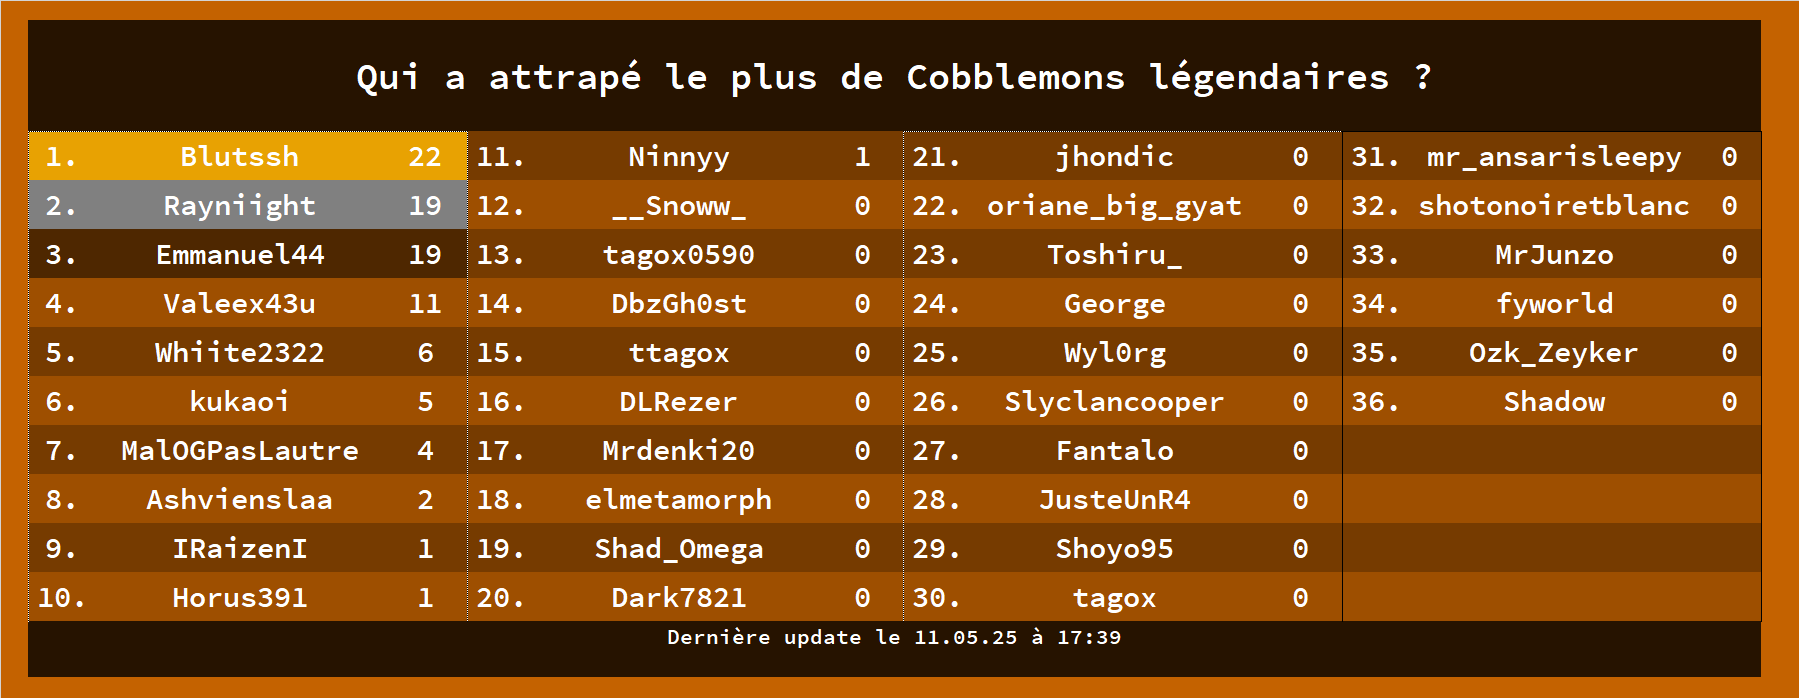 Qui a attrapé le plus de Cobblemons légendaires ?
1. Blutssh 22 11. Ninnyy 1 21. jhondic 0 31. mr_ansarisleepy 0
2. Rayniight 19 12. __Snoww_ 0 22. oriane_big_gyat 0 32. shotonoiretblanc 0
3. Emmanuel44 19 13. tagox0590 0 23. Toshiru_ 0 33. MrJunzo 0
4. Valeex43u 11 14. DbzGh0st 0 24. George 0 34. fyworld 0
5. Whiite2322 6 15. ttagox 0 25. Wyl0rg 0 35. Ozk_Zeyker 0
6. kukaoi 5 16. DLRezer 0 26. Slyclancooper 0 36. Shadow 0
7. MalOGPasLautre 4 17. Mrdenki20 0 27. Fantalo 0
8. Ashvienslaa 2 18. elmetamorph 0 28. JusteUnR4 0
9. IRaizenI 1 19. Shad_Omega 0 29. Shoyo95 0
10. Horus391 1 20. Dark7821 0 30. tagox 0
Dernière update le 11.05.25 à 17:39